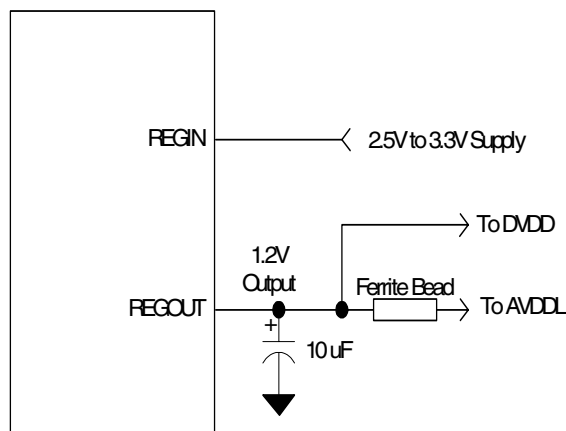 REGIN
2.5V to 3.3V Supply
To DVDD
1.2V
Output
Ferrite Bead
REGOUT
To AVDDL
+
10 uF